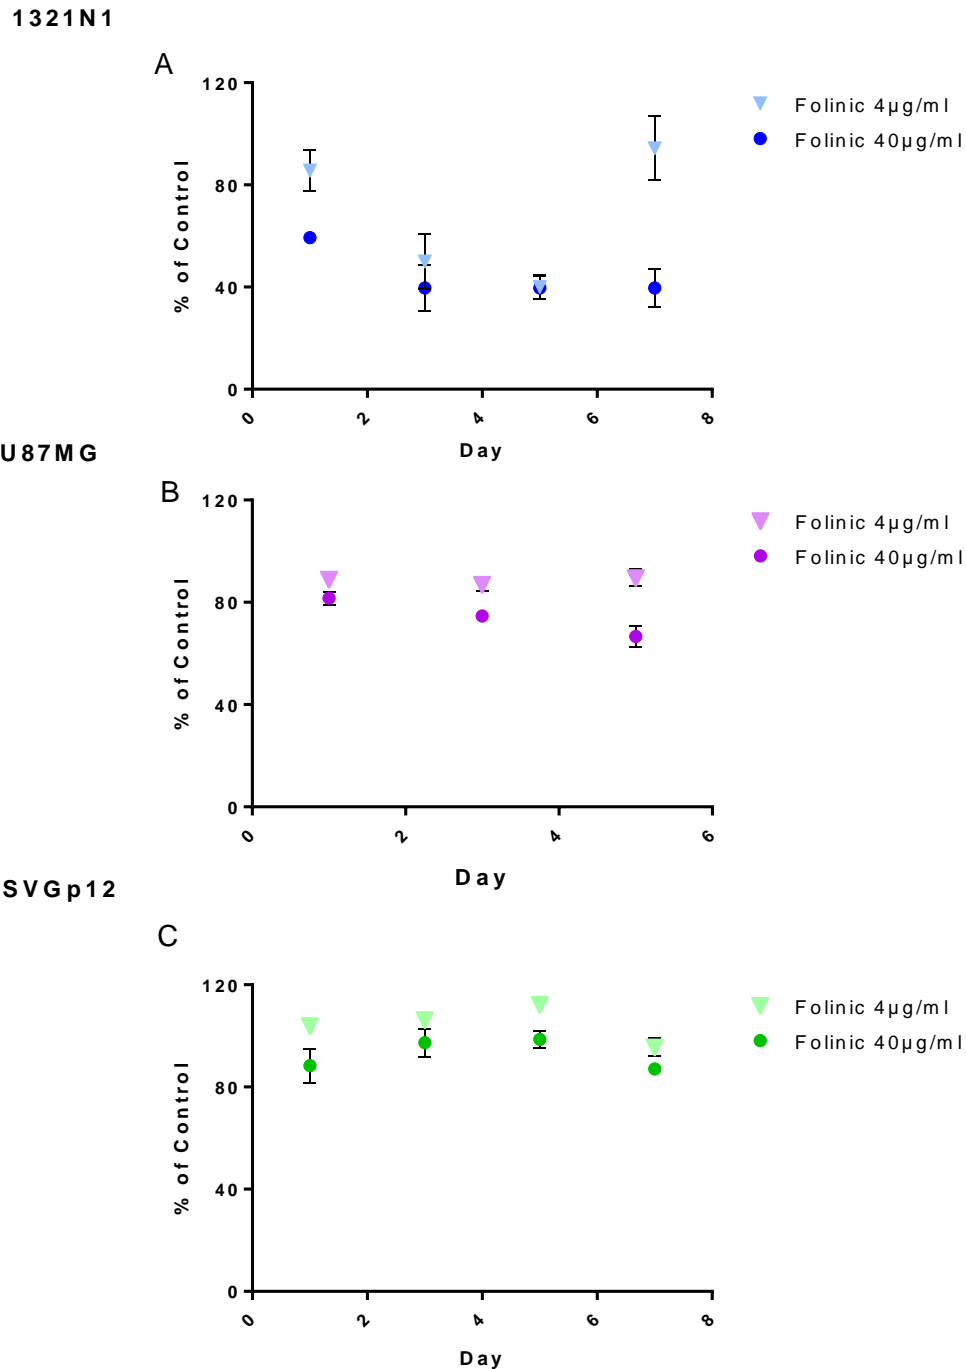 1321N1
A
120
80
40
0
% of Control
0 2 4 6 8
Day
Folinic 4µg/ml
Folinic 40µg/ml
U87MG
B
120
80
40
0
% of Control
0 2 4 6
Day
Folinic 4µg/ml
Folinic 40µg/ml
SVGp12
C
120
80
40
0
% of Control
0 2 4 6 8
Day
Folinic 4µg/ml
Folinic 40µg/ml